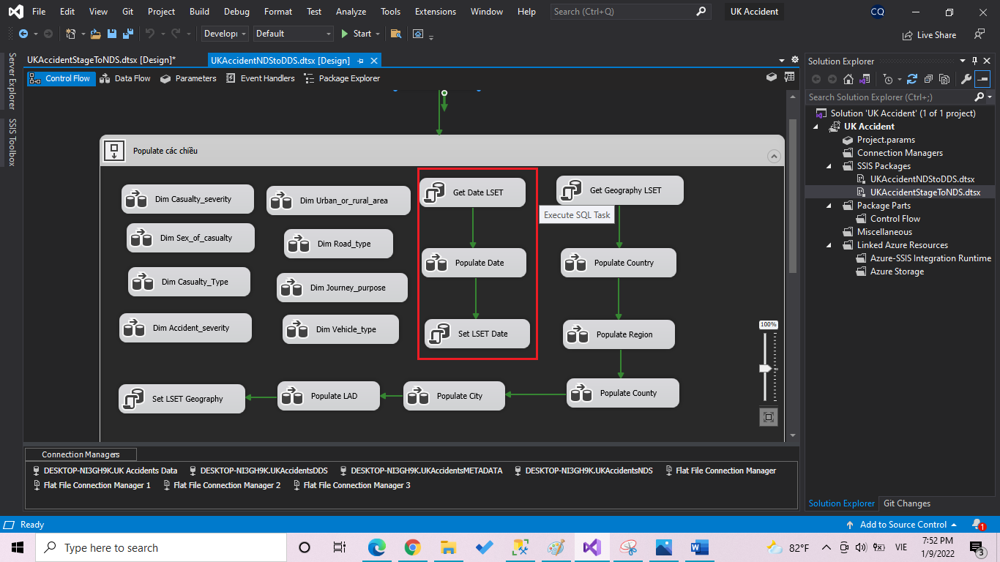 File Edit View Git Project Build Debug Format Test Analyze Tools Extensions Window Help Search (Ctrl+Q) UK Accident CQ
Developr Default Start Live Share
UKAccidentStageToNDS.dtsx [Design]* UKAccidentNDStoDDS.dtsx [Design]
Control Flow Data Flow Parameters Event Handlers Package Explorer
Server Explorer
SSIS Toolbox
Populate các chiều
Dim Casualty_severity Dim Urban_or_rural_area Get Date LSET Get Geography LSET
Execute SQL Task
Dim Sex_of_casualty Dim Road_type
Populate Date Populate Country
Dim Casualty_Type Dim Journey_purpose
Dim Accident_severity Dim Vehicle_type Set LSET Date Populate Region
100%
Set LSET Geography Populate LAD Populate City Populate County
Connection Managers
DESKTOP-NI3GH9K.UK Accidents Data DESKTOP-NI3GH9K.UKAccidentsDDS DESKTOP-NI3GH9K.UKAccidentsMETADATA DESKTOP-NI3GH9K.UKAccidentsNDS Flat File Connection Manager
Flat File Connection Manager 1 Flat File Connection Manager 2 Flat File Connection Manager 3
Solution Explorer
Search Solution Explorer (Ctrl+;)
Solution 'UK Accident' (1 of 1 project)
UK Accident
Project.params
Connection Managers
SSIS Packages
UKAccidentNDStoDDS.dtsx
UKAccidentStageToNDS.dtsx
Package Parts
Control Flow
Miscellaneous
Linked Azure Resources
Azure-SSIS Integration Runtime
Azure Storage
Solution Explorer Git Changes
Ready Add to Source Control 1
Type here to search 82°F VIE 7:52 PM
1/9/2022 3